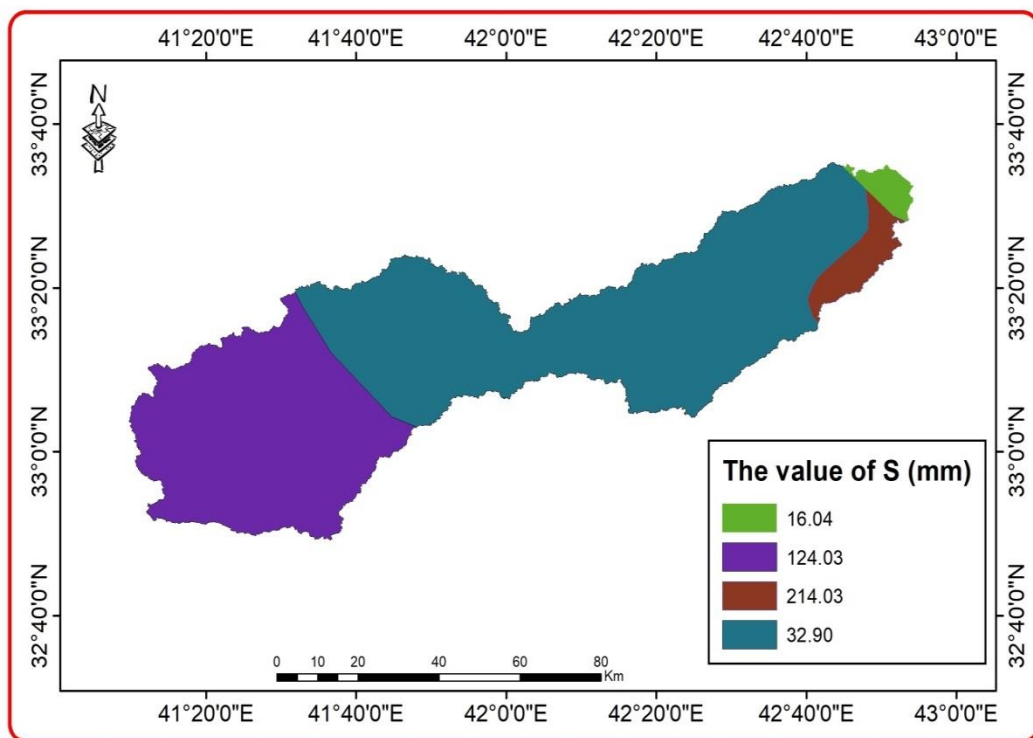 41°20'0"E 41°40'0"E 42°0'0"E 42°20'0"E 42°40'0"E 43°0'0"E
N
33°40'0"N 33°40'0"N
33°20'0"N 33°20'0"N
33°0'0"N 33°0'0"N
The value of S (mm)
16.04
124.03
214.03
32.90
32°40'0"N 32°40'0"N
0 10 20 40 60 80
Km
41°20'0"E 41°40'0"E 42°0'0"E 42°20'0"E 42°40'0"E 43°0'0"E